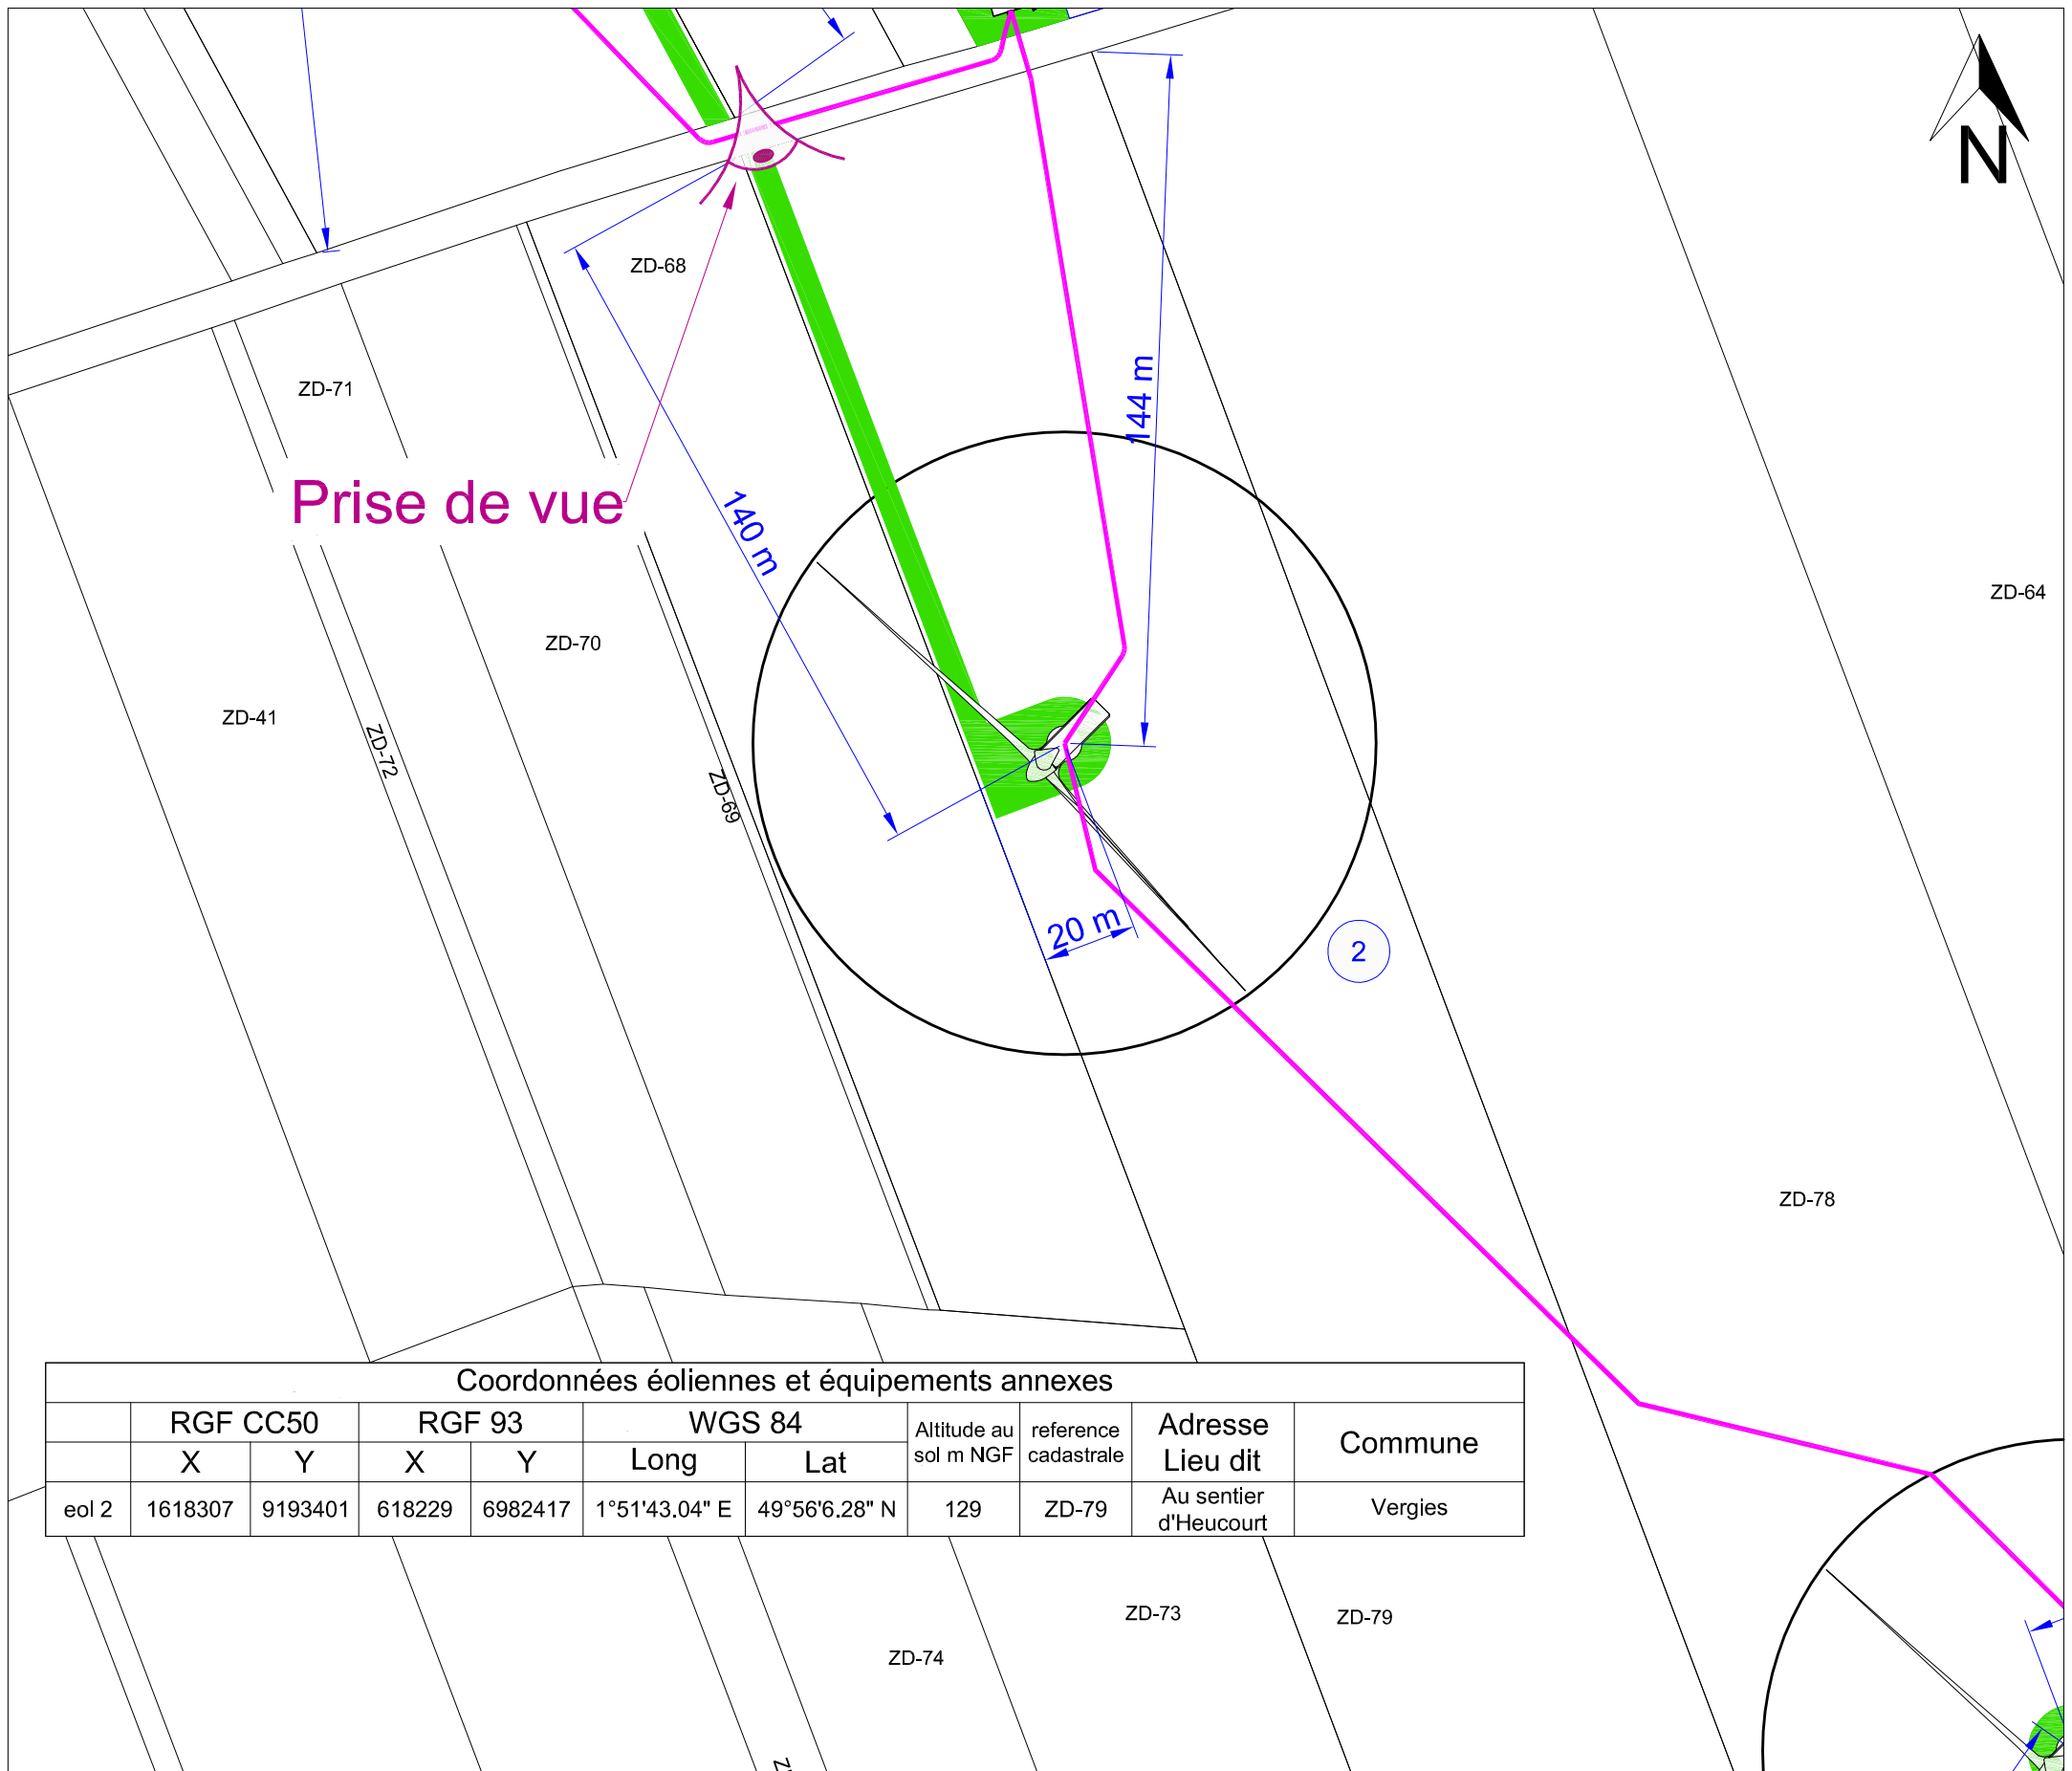 N
ZD-68
ZD-71
144 m
Prise de vue
140 m
ZD-64
ZD-70
ZD-41
ZD-72
ZD-69
20 m
2
ZD-78
Coordonnées éoliennes et équipements annexes
RGF CC50 RGF 93 WGS 84 Altitude au sol m NGF reference cadastrale Adresse Lieu dit Commune
X Y X Y Long Lat
eol 2 1618307 9193401 618229 6982417 1°51'43.04" E 49°56'6.28" N 129 ZD-79 Au sentier d'Heucourt Vergies
ZD-73
ZD-79
ZD-74